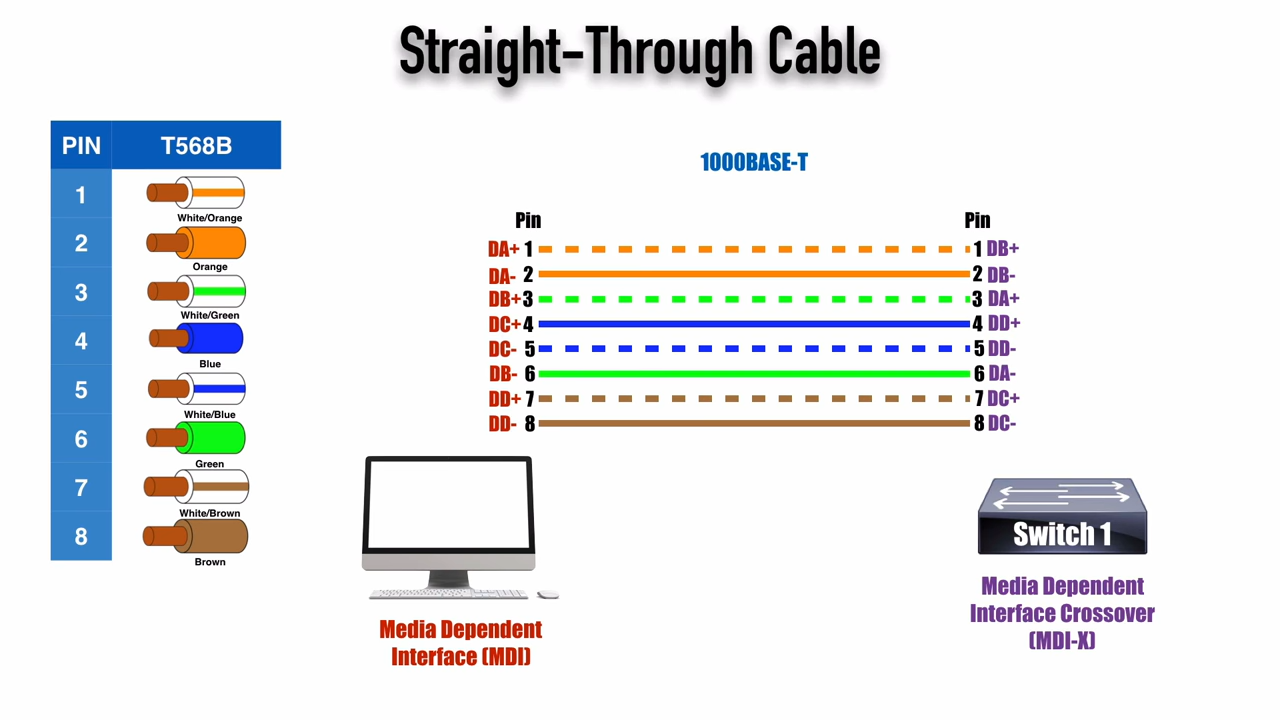 Straight-Through Cable
PIN T568B
1
White/Orange
2
Orange
3
White/Green
4
Blue
5
White/Blue
6
Green
7
White/Brown
8
Brown
1000BASE-T
Pin Pin
DA+ 1 1 DB+
DA- 2 2 DB-
DB+ 3 3 DA+
DC+ 4 4 DD+
DC- 5 5 DD-
DB- 6 6 DA-
DD+ 7 7 DC+
DD- 8 8 DC-
Media Dependent
Interface (MDI)
Switch 1
Media Dependent
Interface Crossover
(MDI-X)